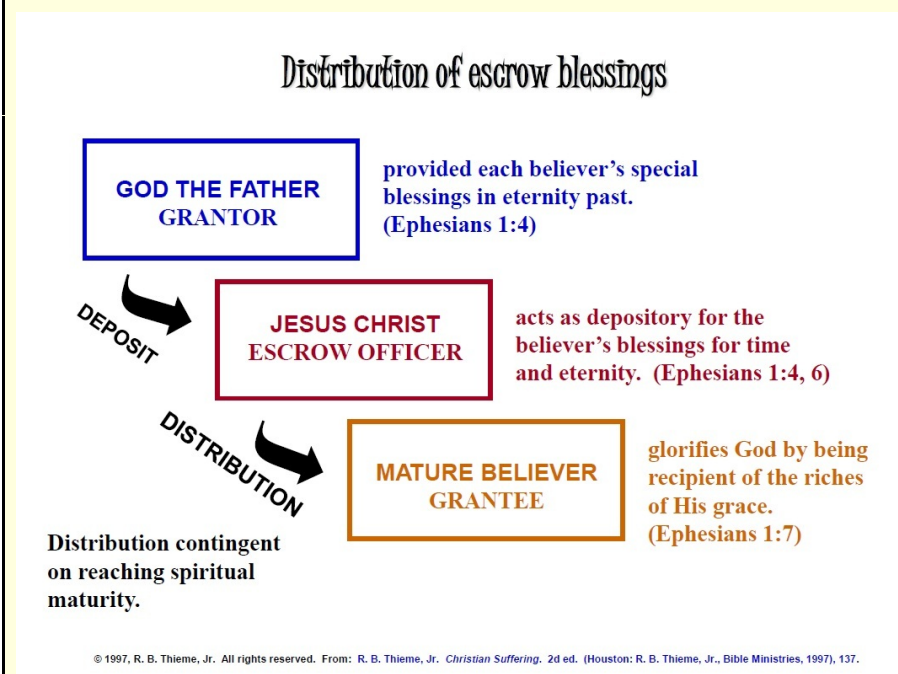 Distribution of escrow blessings
GOD THE FATHER
GRANTOR
provided each believer's special
blessings in eternity past.
(Ephesians 1:4)
DEPOSIT
JESUS CHRIST
ESCROW OFFICER
acts as depository for the
believer's blessings for time
and eternity.  (Ephesians 1:4, 6)
DISTRIBUTION
MATURE BELIEVER
GRANTEE
glorifies God by being
recipient of the riches
of His grace.
(Ephesians 1:7)
Distribution contingent
on reaching spiritual
maturity.
© 1997, R. B. Thieme, Jr.  All rights reserved.  From:  R. B. Thieme, Jr.  Christian Suffering.  2d ed.  (Houston: R. B. Thieme, Jr., Bible Ministries, 1997), 137.